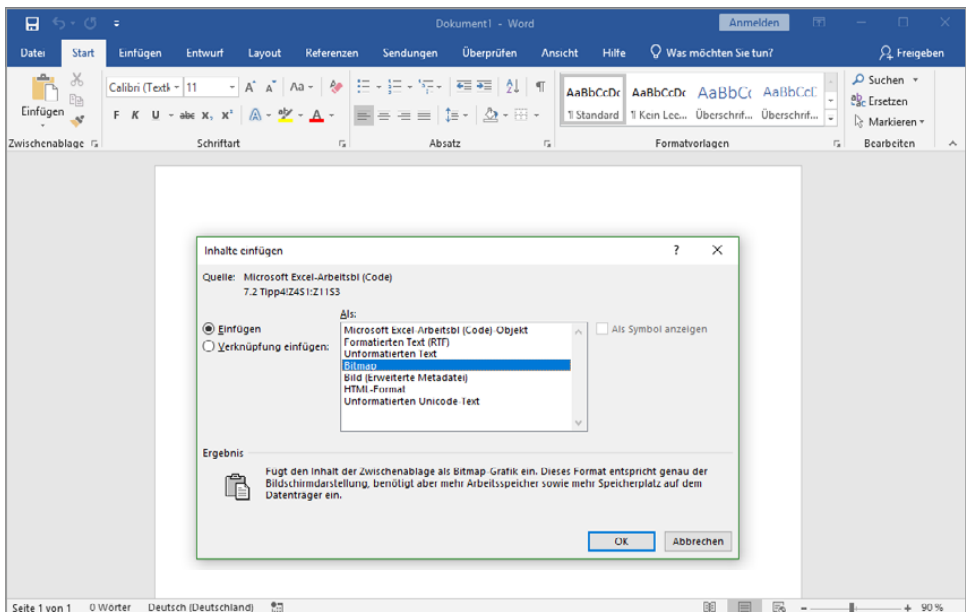 Dokument1 - Word
Anmelden
Datei Start Einfügen Entwurf Layout Referenzen Sendungen Überprüfen Ansicht Hilfe Was möchten Sie tun? Freigeben
Calibri (Textk 11 Aa
Einfügen
F K U abc x₂ x²
AaBbCcDc AaBbCcDc AaBbCc AaBbCcC
¶ Standard ¶ Kein Lee... Überschrif... Überschrif...
Suchen
Ersetzen
Markieren
Zwischenablage Schriftart Absatz Formatvorlagen Bearbeiten
Inhalte einfügen ?
Quelle: Microsoft Excel-Arbeitsbl (Code)
7.2 Tipp4!Z4S1:Z11S3
Als:
Einfügen
Verknüpfung einfügen:
Microsoft Excel-Arbeitsbl (Code)-Objekt
Formatierten Text (RTF)
Unformatierten Text
Bitmap
Bild (Erweiterte Metadatei)
HTML-Format
Unformatierten Unicode-Text
Als Symbol anzeigen
Ergebnis
Fügt den Inhalt der Zwischenablage als Bitmap-Grafik ein. Dieses Format entspricht genau der
Bildschirmdarstellung, benötigt aber mehr Arbeitsspeicher sowie mehr Speicherplatz auf dem
Datenträger ein.
OK Abbrechen
Seite 1 von 1 0 Wörter Deutsch (Deutschland) 90 %